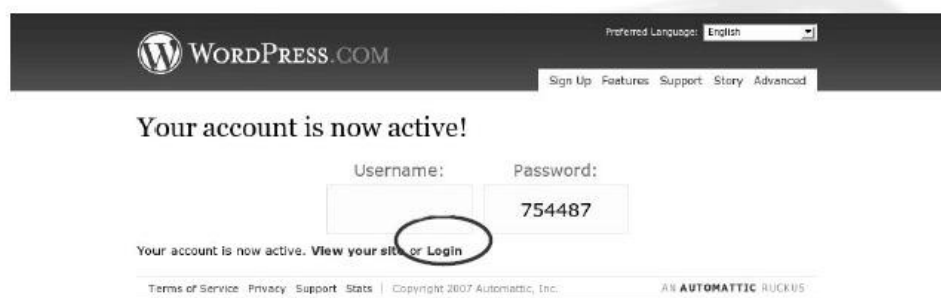 Preferred Language: English
WORDPRESS.COM
Sign Up Features Support Story Advanced
Your account is now active!
Username: Password:
754487
Your account is now active. View your site or Login
Terms of Service Privacy Support Stats | Copyright 2007 Automattic, Inc. AN AUTOMATTIC RUCKUS